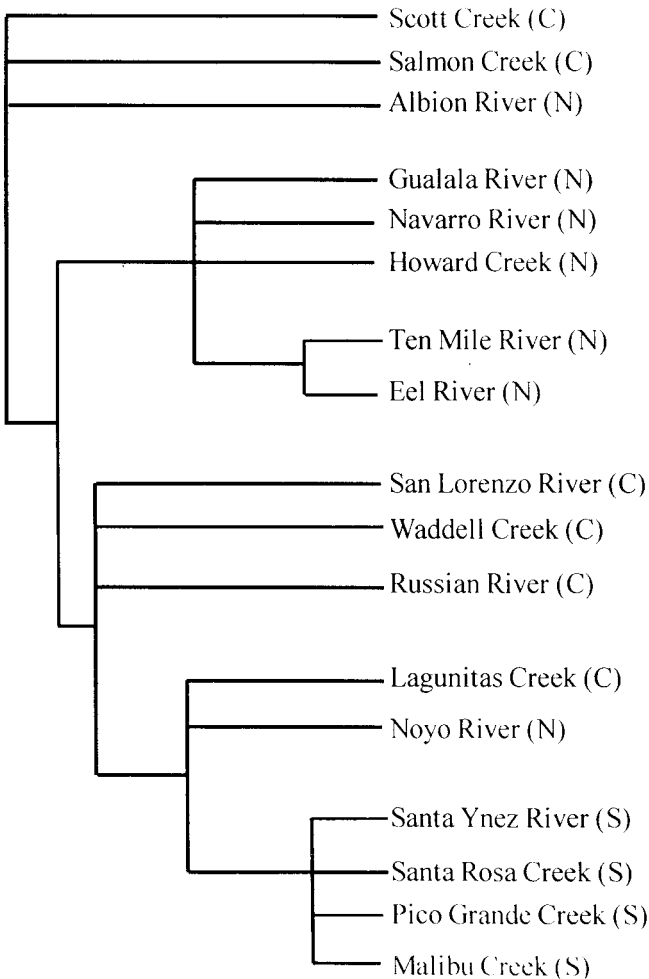 Scott Creek (C)
Salmon Creek (C)
Albion River (N)
Gualala River (N)
Navarro River (N)
Howard Creek (N)
Ten Mile River (N)
Eel River (N)
San Lorenzo River (C)
Waddell Creek (C)
Russian River (C)
Lagunitas Creek (C)
Noyo River (N)
Santa Ynez River (S)
Santa Rosa Creek (S)
Pico Grande Creek (S)
Malibu Creek (S)